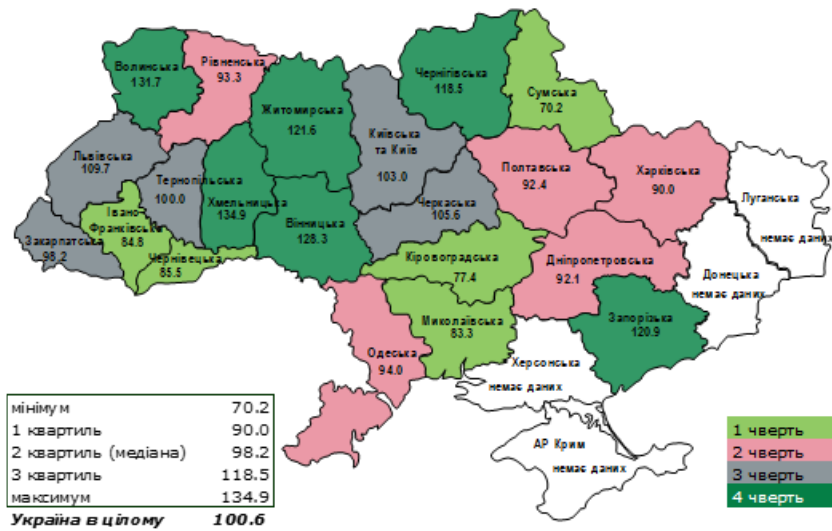 Волинська
131.7
Рівненська
93.3
Житомирська
121.6
Київська
та Київ
103.0
Чернігівська
118.5
Сумська
70.2
Львівська
109.7
Тернопільська
100.0
Хмельницька
134.9
Вінницька
128.3
Черкаська
105.6
Полтавська
92.4
Харківська
90.0
Луганська
немає даних
Івано-
Франківська
84.8
Закарпатська
98.2
Чернівецька
85.5
Кіровоградська
77.4
Дніпропетровська
92.1
Донецька
немає даних
Миколаївська
83.3
Запорізька
120.9
Одеська
94.0
Херсонська
немає даних
АР Крим
немає даних
мінімум 70.2
1 квартиль 90.0
2 квартиль (медіана) 98.2
3 квартиль 118.5
максимум 134.9
Україна в цілому 100.6
1 чверть
2 чверть
3 чверть
4 чверть